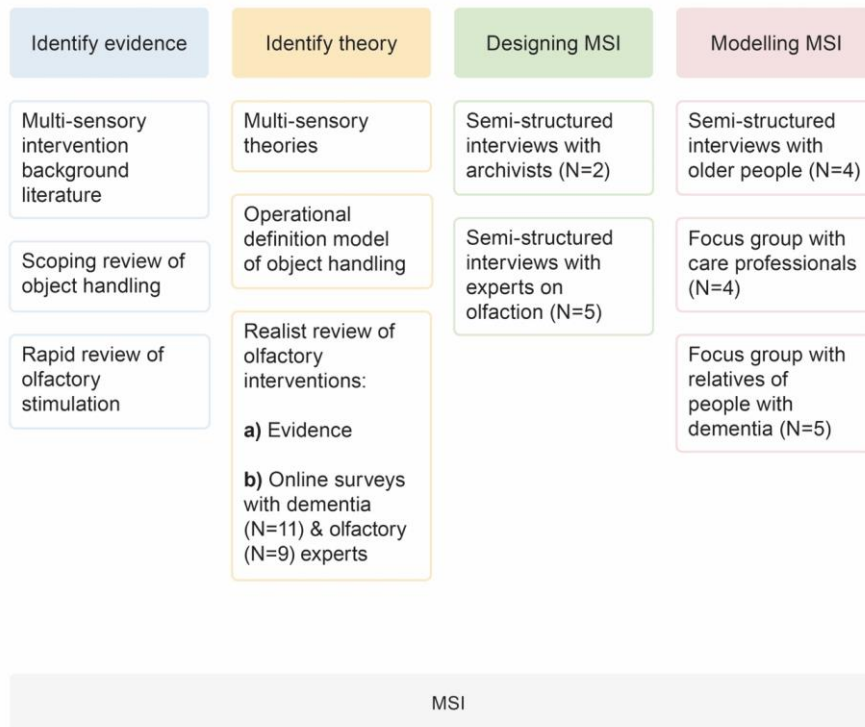 Identify evidence
Multi-sensory
intervention
background
literature
Scoping review of
object handling
Rapid review of
olfactory
stimulation
Identify theory
Multi-sensory
theories
Operational
definition model
of object handling
Realist review of
olfactory
interventions:
a) Evidence
b) Online surveys
with dementia
(N=11) & olfactory
(N=9) experts
Designing MSI
Semi-structured
interviews with
archivists (N=2)
Semi-structured
interviews with
experts on
olfaction (N=5)
Modelling MSI
Semi-structured
interviews with
older people (N=4)
Focus group with
care professionals
(N=4)
Focus group with
relatives of
people with
dementia (N=5)
MSI